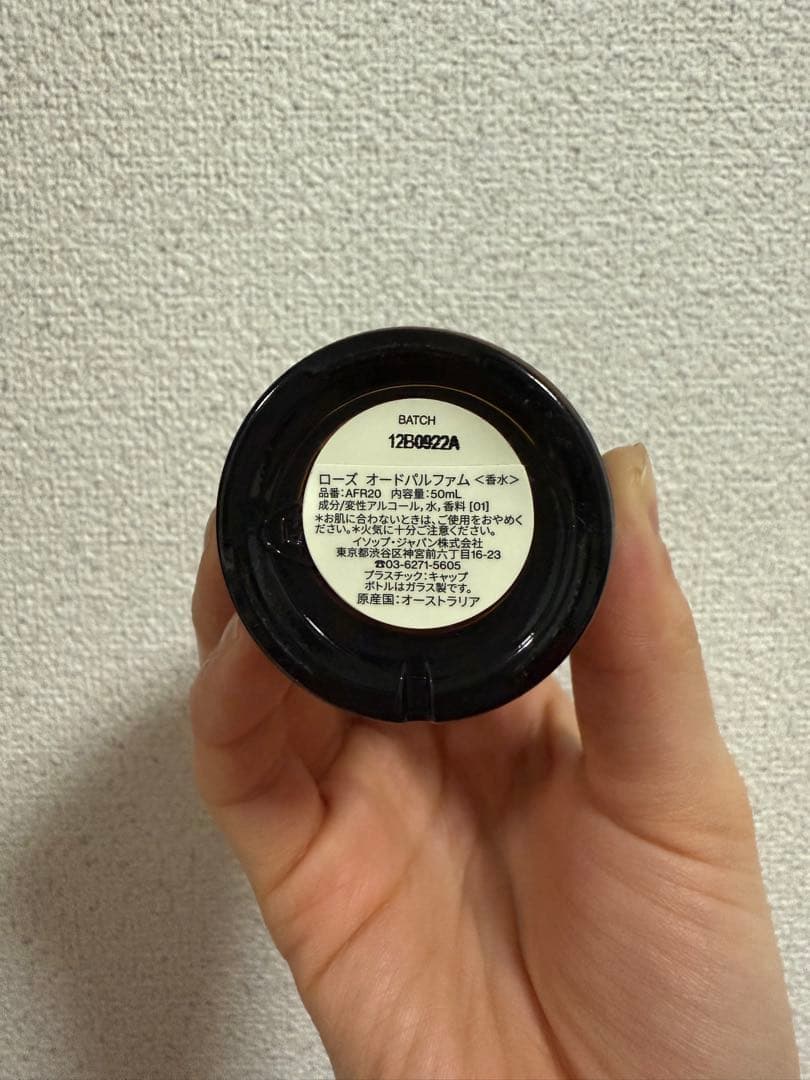 BATCH
12B0922A
ローズ オードパルファム <香水>
品番:AFR20 内容量:50mL
成分/変性アルコール,水,香料 [01]
*お肌に合わないときは、ご使用をおやめく
ださい。*火気に十分ご注意ください。
イソップ・ジャパン株式会社
東京都渋谷区神宮前六丁目16-23
☎03-6271-5605
プラスチック:キャップ
ボトルはガラス製です。
原産国:オーストラリア